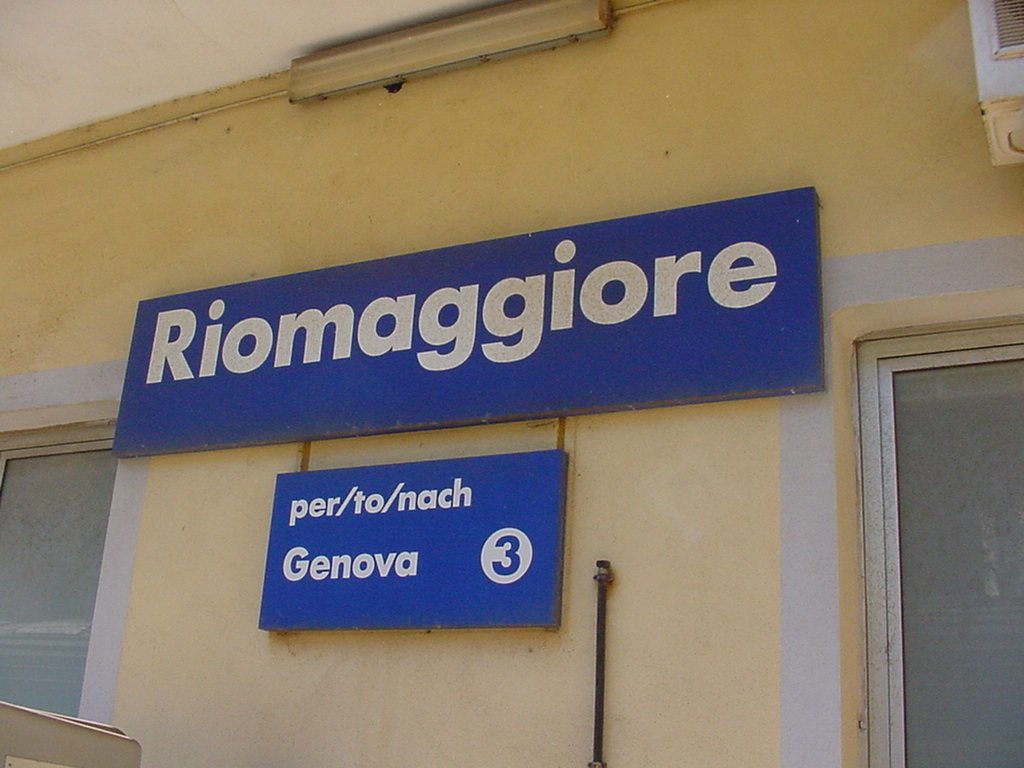 Riomaggiore
per/to/nach
Genova 3